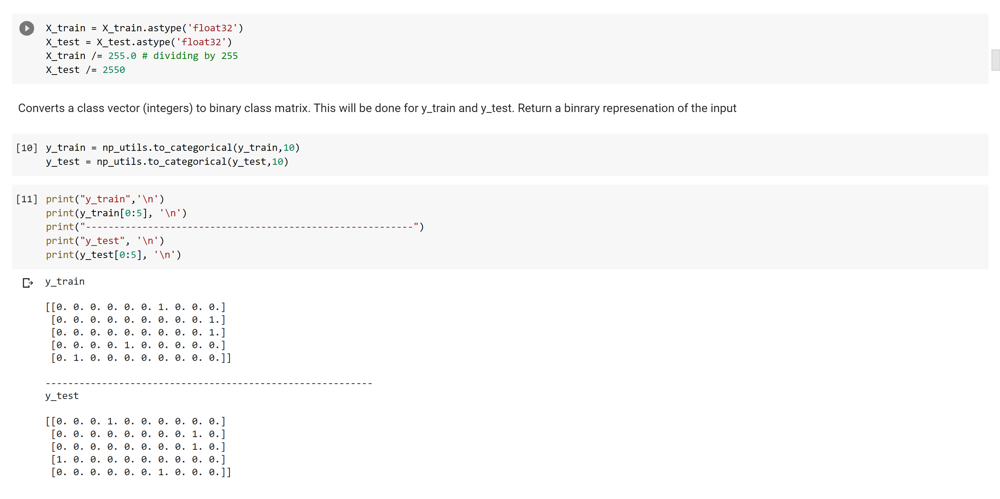 X_train = X_train.astype('float32')
X_test = X_test.astype('float32')
X_train /= 255.0 # dividing by 255
X_test /= 2550
Converts a class vector (integers) to binary class matrix. This will be done for y_train and y_test. Return a binrary represenation of the input
[10] y_train = np_utils.to_categorical(y_train,10)
y_test = np_utils.to_categorical(y_test,10)
[11] print("y_train",'\n')
print(y_train[0:5], '\n')
print("----------------------------------------------------------")
print("y_test", '\n')
print(y_test[0:5], '\n')
y_train
[[0. 0. 0. 0. 0. 0. 1. 0. 0. 0.]
[0. 0. 0. 0. 0. 0. 0. 0. 0. 1.]
[0. 0. 0. 0. 0. 0. 0. 0. 0. 1.]
[0. 0. 0. 0. 1. 0. 0. 0. 0. 0.]
[0. 1. 0. 0. 0. 0. 0. 0. 0. 0.]]
----------------------------------------------------------
y_test
[[0. 0. 0. 1. 0. 0. 0. 0. 0. 0.]
[0. 0. 0. 0. 0. 0. 0. 0. 1. 0.]
[0. 0. 0. 0. 0. 0. 0. 0. 1. 0.]
[1. 0. 0. 0. 0. 0. 0. 0. 0. 0.]
[0. 0. 0. 0. 0. 0. 1. 0. 0. 0.]]